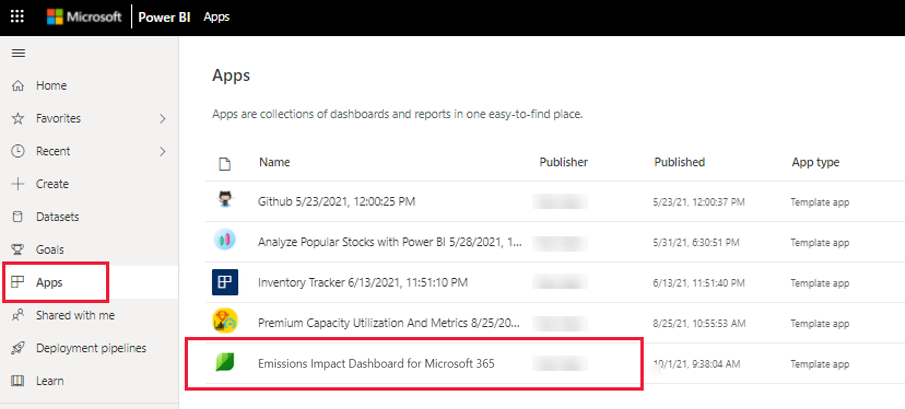 Microsoft Power BI Apps
Home
Favorites
Recent
Create
Datasets
Goals
Apps
Shared with me
Deployment pipelines
Learn
Apps
Apps are collections of dashboards and reports in one easy-to-find place.
Name Publisher Published App type
Github 5/23/2021, 12:00:25 PM 5/23/21, 12:00:37 PM Template app
Analyze Popular Stocks with Power BI 5/28/2021, 1... 5/31/21, 6:30:51 PM Template app
Inventory Tracker 6/13/2021, 11:51:10 PM 6/13/21, 11:51:40 PM Template app
Premium Capacity Utilization And Metrics 8/25/20... 8/25/21, 10:55:53 AM Template app
Emissions Impact Dashboard for Microsoft 365 10/1/21, 9:38:04 AM Template app